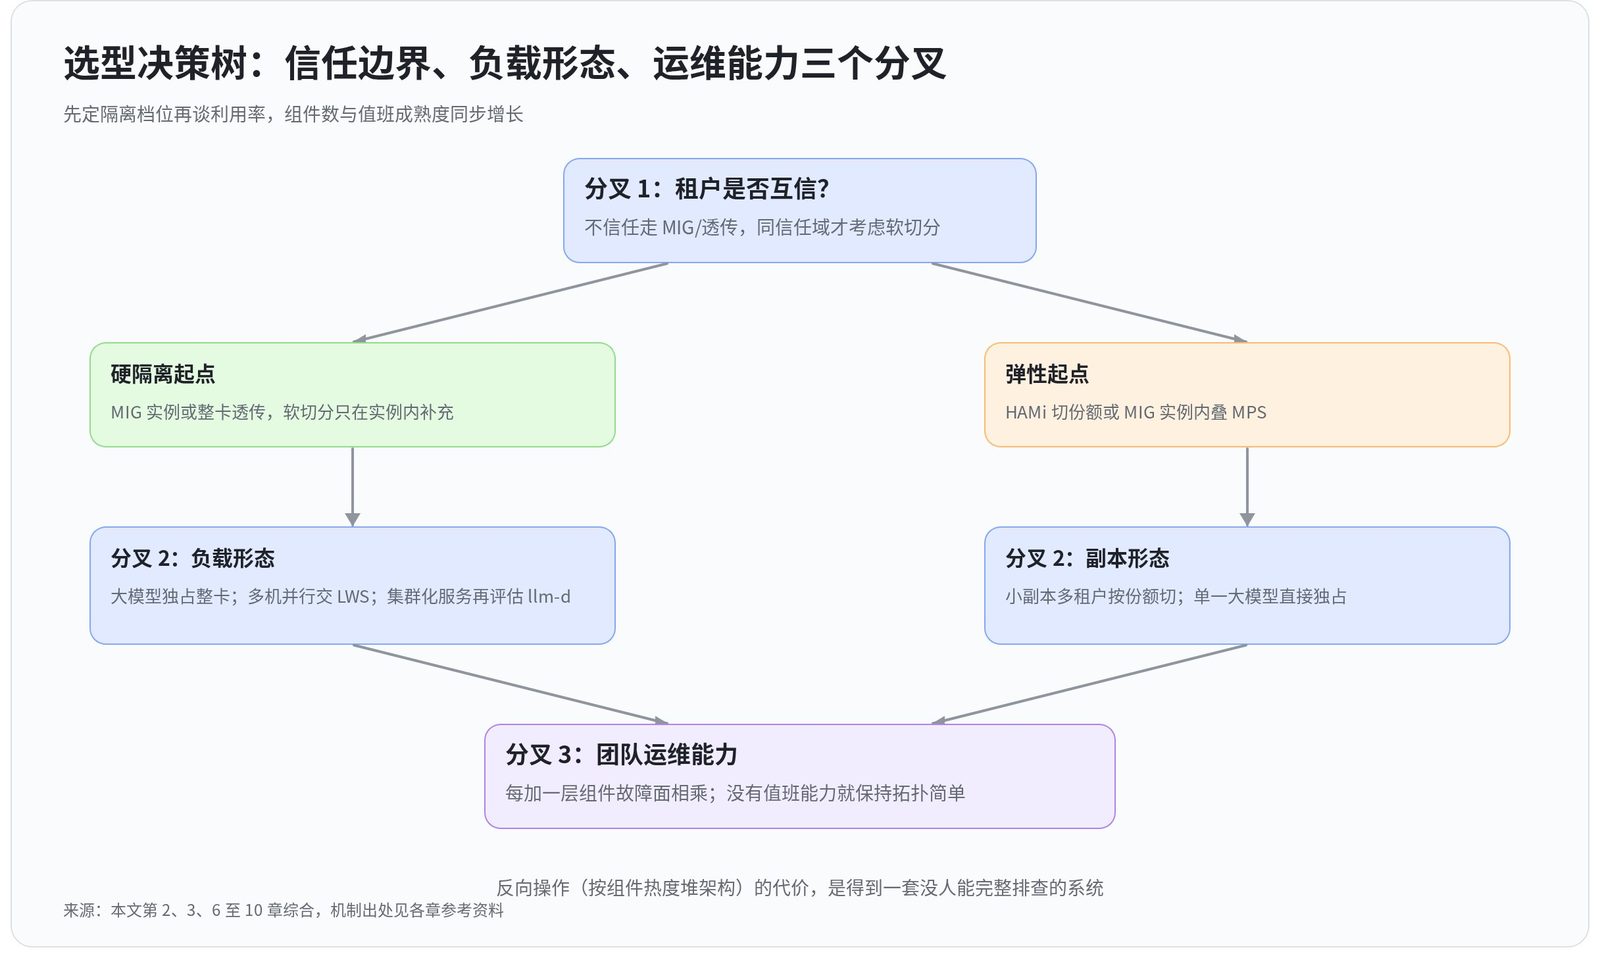 选型决策树：信任边界、负载形态、运维能力三个分叉
先定隔离档位再谈利用率，组件数与值班成熟度同步增长
分叉 1：租户是否互信？
不信任走 MIG/透传，同信任域才考虑软切分
硬隔离起点
MIG 实例或整卡透传，软切分只在实例内补充
弹性起点
HAMi 切份额或 MIG 实例内叠 MPS
分叉 2：负载形态
大模型独占整卡；多机并行交 LWS；集群化服务再评估 llm-d
分叉 2：副本形态
小副本多租户按份额切；单一大模型直接独占
分叉 3：团队运维能力
每加一层组件故障面相乘；没有值班能力就保持拓扑简单
反向操作（按组件热度堆架构）的代价，是得到一套没人能完整排查的系统
来源：本文第 2、3、6 至 10 章综合，机制出处见各章参考资料